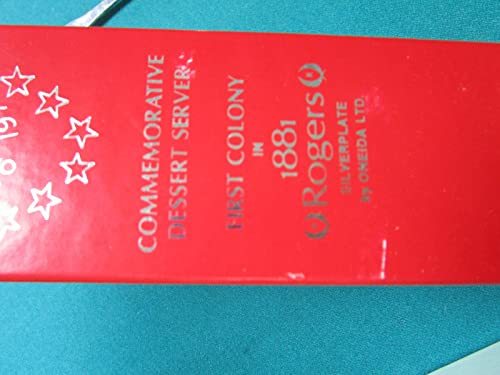 COMMEMORATIVE
DESSERT SERVER
FIRST COLONY
IN
1881
Rogers
SILVERPLATE
by ONEIDA LTD.